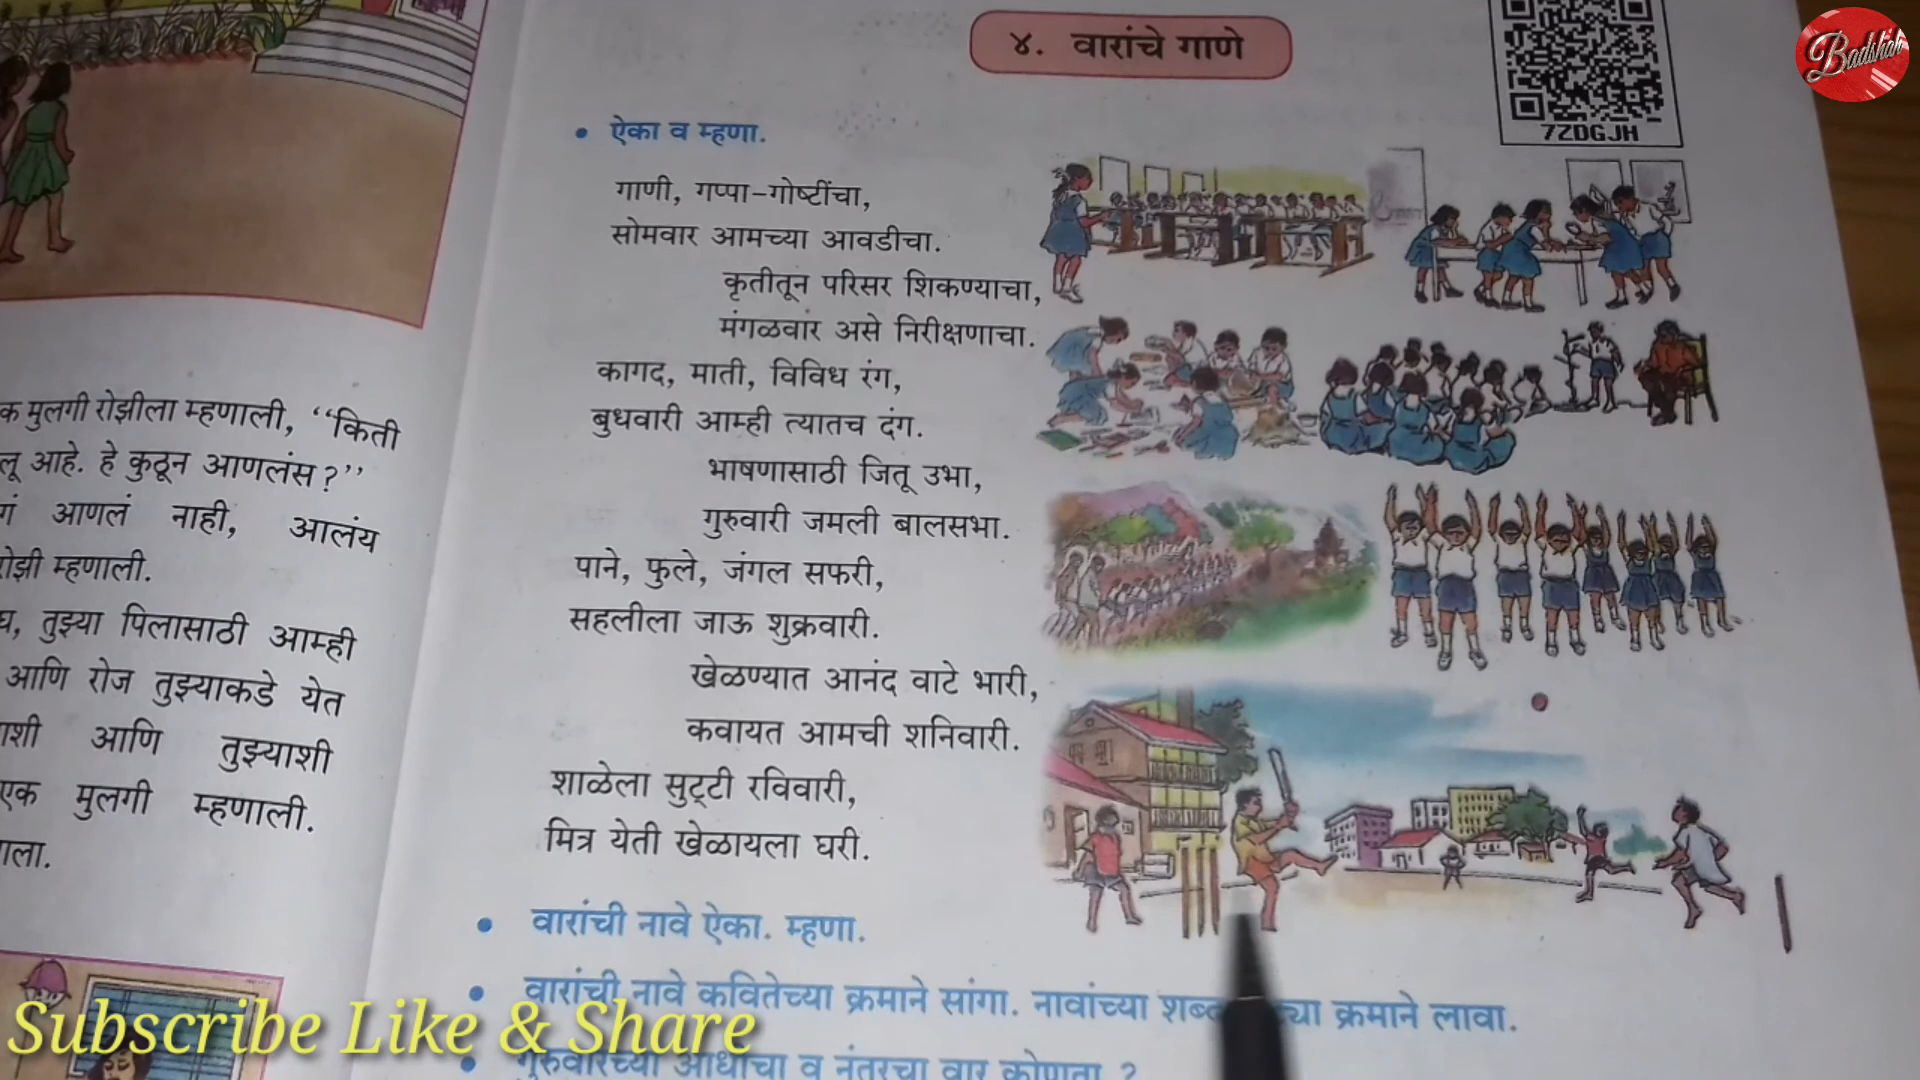 क मुलगी रोझीला म्हणाली, “किती
आहे. हे कुठून आणलंस?”
आणलं नाही, आलंय
रोझी म्हणाली.
तुझ्या पिलासाठी आम्ही
आणि रोज तुझ्याकडे येत
आणि तुझ्याशी
एक मुलगी म्हणाली.
४. वारांचे गाणे
7ZDGJH
Badshah
• ऐका व म्हणा.
गाणी, गप्पा-गोष्टींचा,
सोमवार आमच्या आवडीचा.
कृतीतून परिसर शिकण्याचा,
मंगळवार असे निरीक्षणाचा.
कागद, माती, विविध रंग,
बुधवारी आम्ही त्यातच दंग.
भाषणासाठी जितू उभा,
गुरुवारी जमली बालसभा.
पाने, फुले, जंगल सफरी,
सहलीला जाऊ शुक्रवारी.
खेळण्यात आनंद वाटे भारी,
कवायत आमची शनिवारी.
शाळेला सुट्टी रविवारी,
मित्र येती खेळायला घरी.
• वारांची नावे ऐका. म्हणा.
• वारांची नावे कवितेच्या क्रमाने सांगा. नावांच्या क्रमाने लावा.
• गुरुवारच्या आधीचा व नंतरचा वार कोणता ?
Subscribe Like & Share